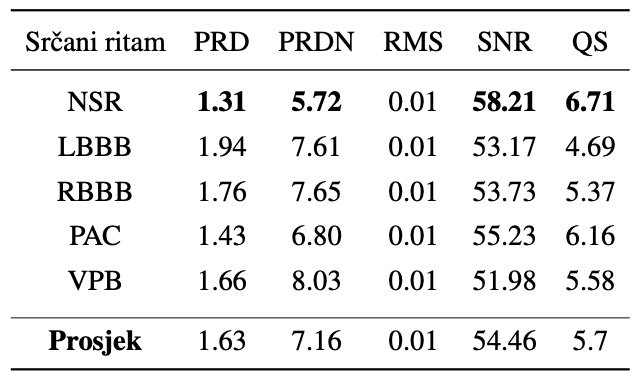 Srčani ritam PRD PRDN RMS SNR QS
NSR 1.31 5.72 0.01 58.21 6.71
LBBB 1.94 7.61 0.01 53.17 4.69
RBBB 1.76 7.65 0.01 53.73 5.37
PAC 1.43 6.80 0.01 55.23 6.16
VPB 1.66 8.03 0.01 51.98 5.58
Prosjek 1.63 7.16 0.01 54.46 5.7